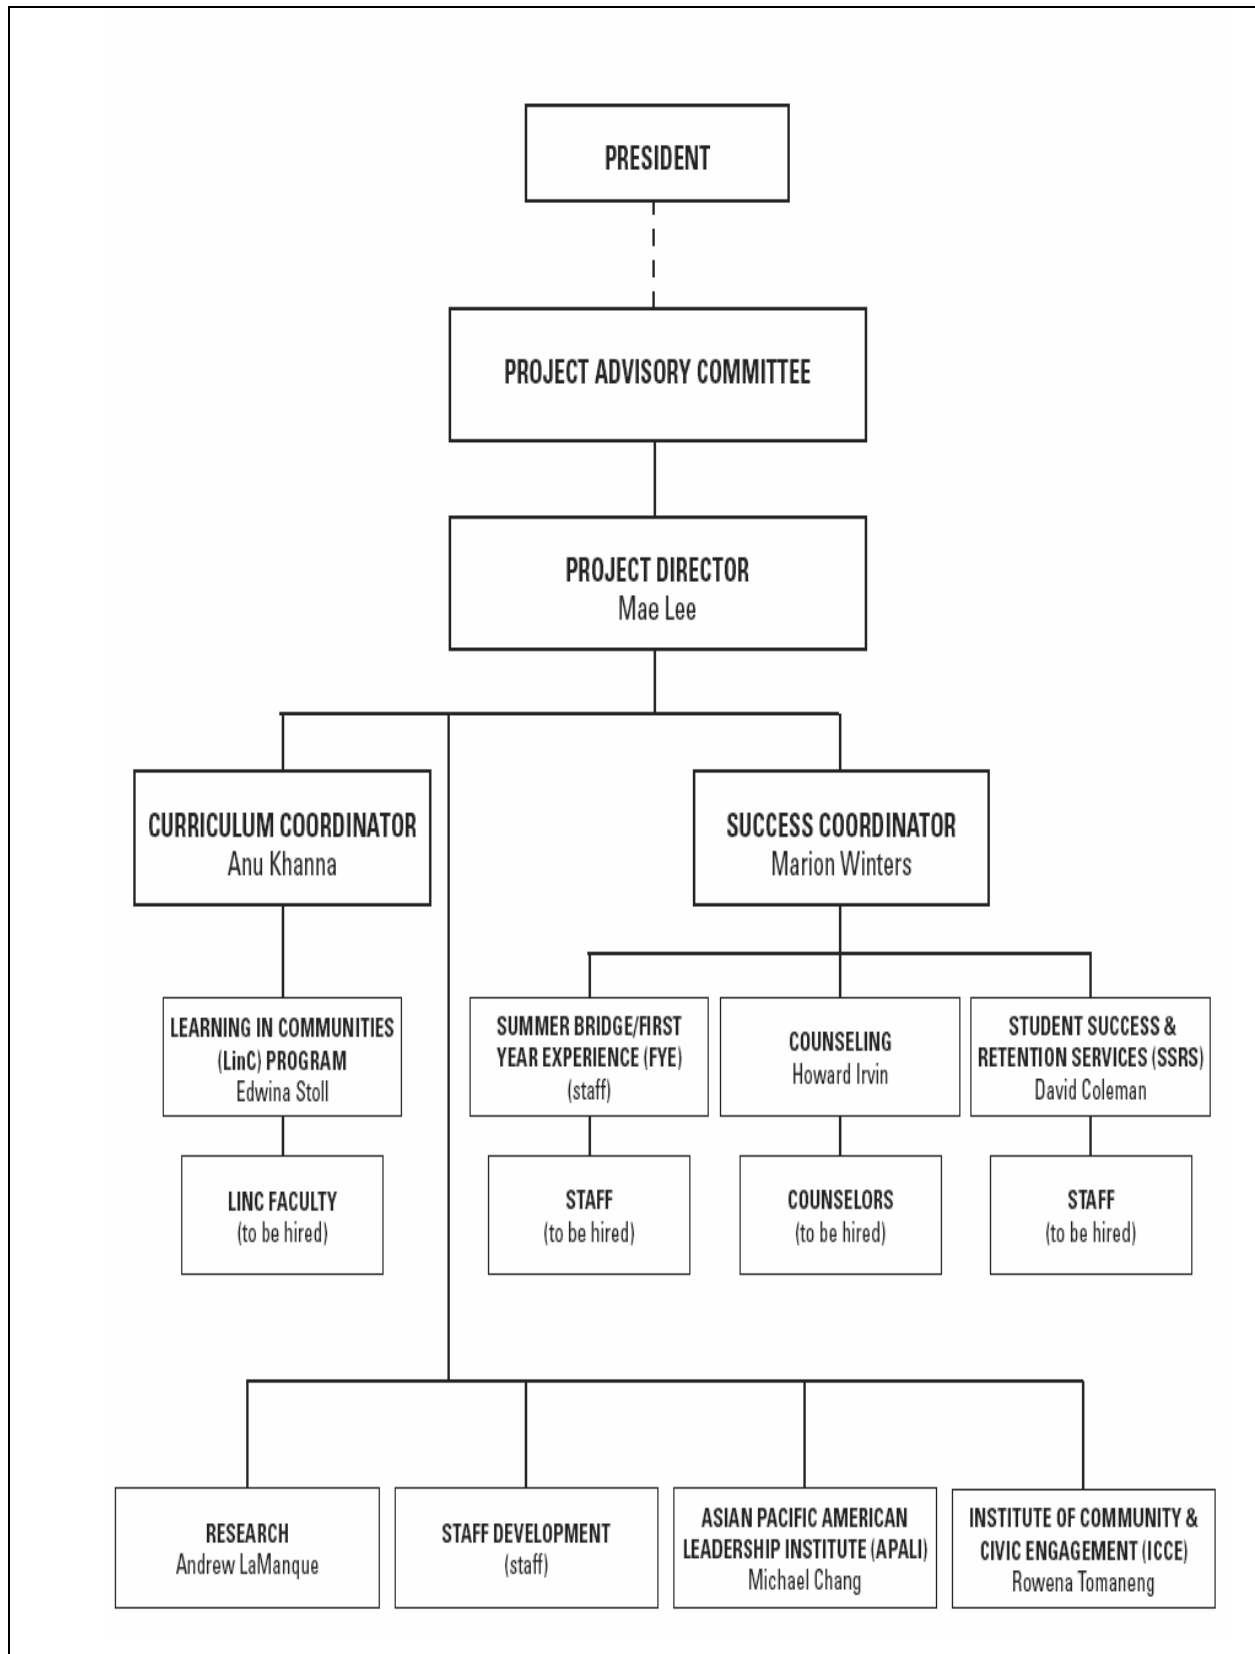 PRESIDENT
PROJECT ADVISORY COMMITTEE
PROJECT DIRECTOR
Mae Lee
CURRICULUM COORDINATOR
Anu Khanna
SUCCESS COORDINATOR
Marion Winters
LEARNING IN COMMUNITIES
(LinC) PROGRAM
Edwina Stoll
SUMMER BRIDGE/FIRST
YEAR EXPERIENCE (FYE)
(staff)
COUNSELING
Howard Irvin
STUDENT SUCCESS &
RETENTION SERVICES (SSRS)
David Coleman
LINC FACULTY
(to be hired)
STAFF
(to be hired)
COUNSELORS
(to be hired)
STAFF
(to be hired)
RESEARCH
Andrew LaManque
STAFF DEVELOPMENT
(staff)
ASIAN PACIFIC AMERICAN
LEADERSHIP INSTITUTE (APALI)
Michael Chang
INSTITUTE OF COMMUNITY &
CIVIC ENGAGEMENT (ICCE)
Rowena Tomaneng